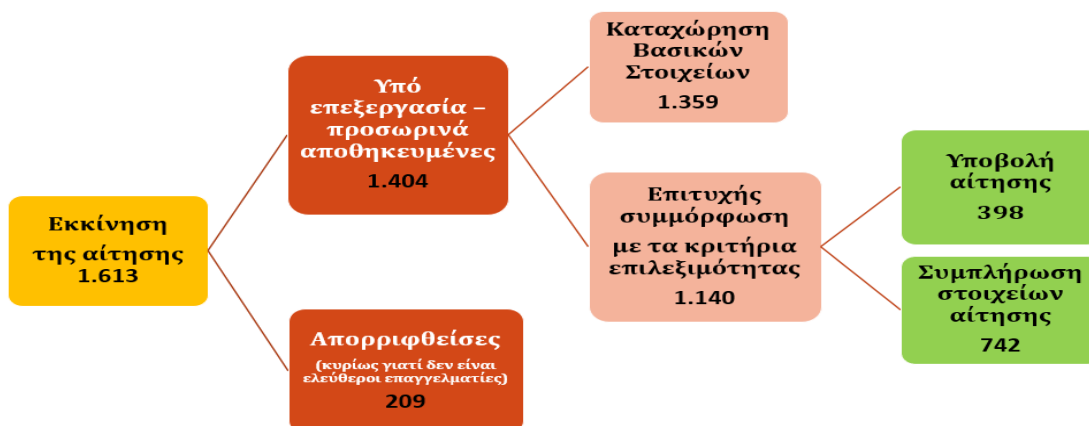 Εκκίνηση
της αίτησης
1.613
Υπό
επεξεργασία –
προσωρινά
αποθηκευμένες
1.404
Απορριφθείσες
(κυρίως γιατί δεν είναι
ελεύθεροι επαγγελματίες)
209
Καταχώρηση
Βασικών
Στοιχείων
1.359
Επιτυχής
συμμόρφωση
με τα κριτήρια
επιλεξιμότητας
1.140
Υποβολή
αίτησης
398
Συμπλήρωση
στοιχείων
αίτησης
742